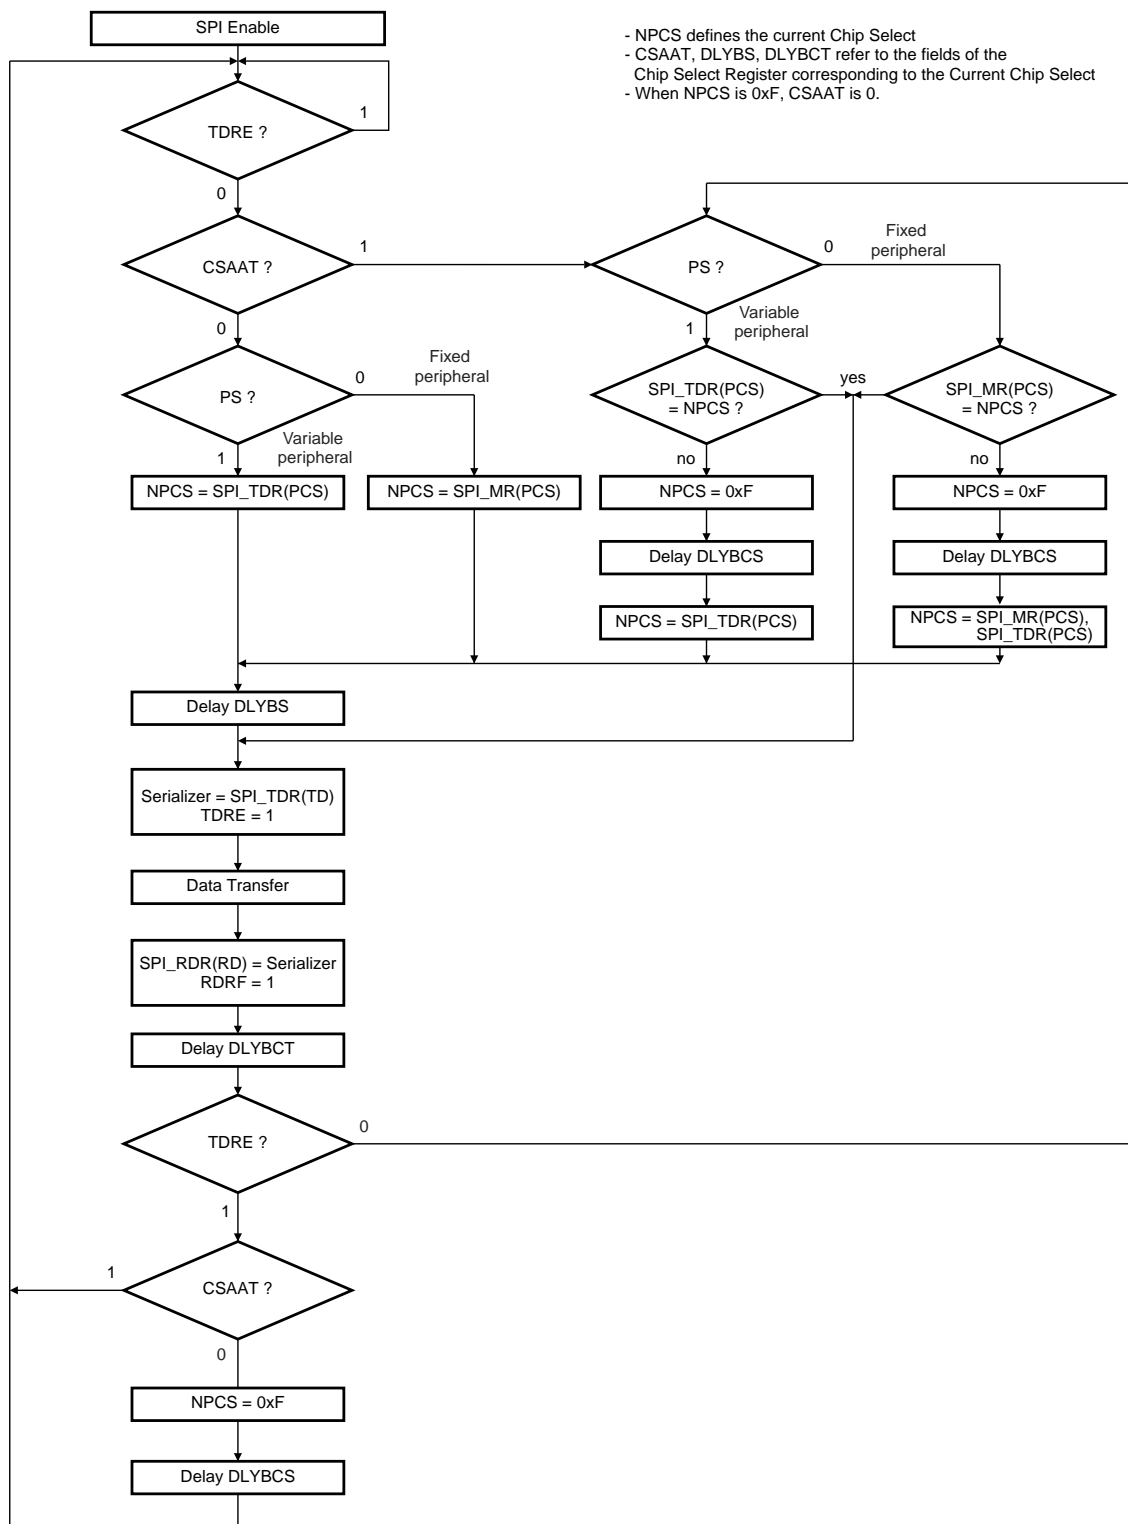 SPI Enable
- NPCS defines the current Chip Select
- CSAAT, DLYBS, DLYBCT refer to the fields of the
Chip Select Register corresponding to the Current Chip Select
- When NPCS is 0xF, CSAAT is 0.
TDRE ?
1
0
CSAAT ?
1
PS ?
0
Fixed
peripheral
0
1
Variable
peripheral
PS ?
0
Fixed
peripheral
SPI_TDR(PCS)
= NPCS ?
yes
SPI_MR(PCS)
= NPCS ?
1
Variable
peripheral
no
no
NPCS = SPI_TDR(PCS)
NPCS = SPI_MR(PCS)
NPCS = 0xF
NPCS = 0xF
Delay DLYBCS
Delay DLYBCS
NPCS = SPI_TDR(PCS)
NPCS = SPI_MR(PCS),
SPI_TDR(PCS)
Delay DLYBS
Serializer = SPI_TDR(TD)
TDRE = 1
Data Transfer
SPI_RDR(RD) = Serializer
RDRF = 1
Delay DLYBCT
TDRE ?
0
1
CSAAT ?
1
0
NPCS = 0xF
Delay DLYBCS